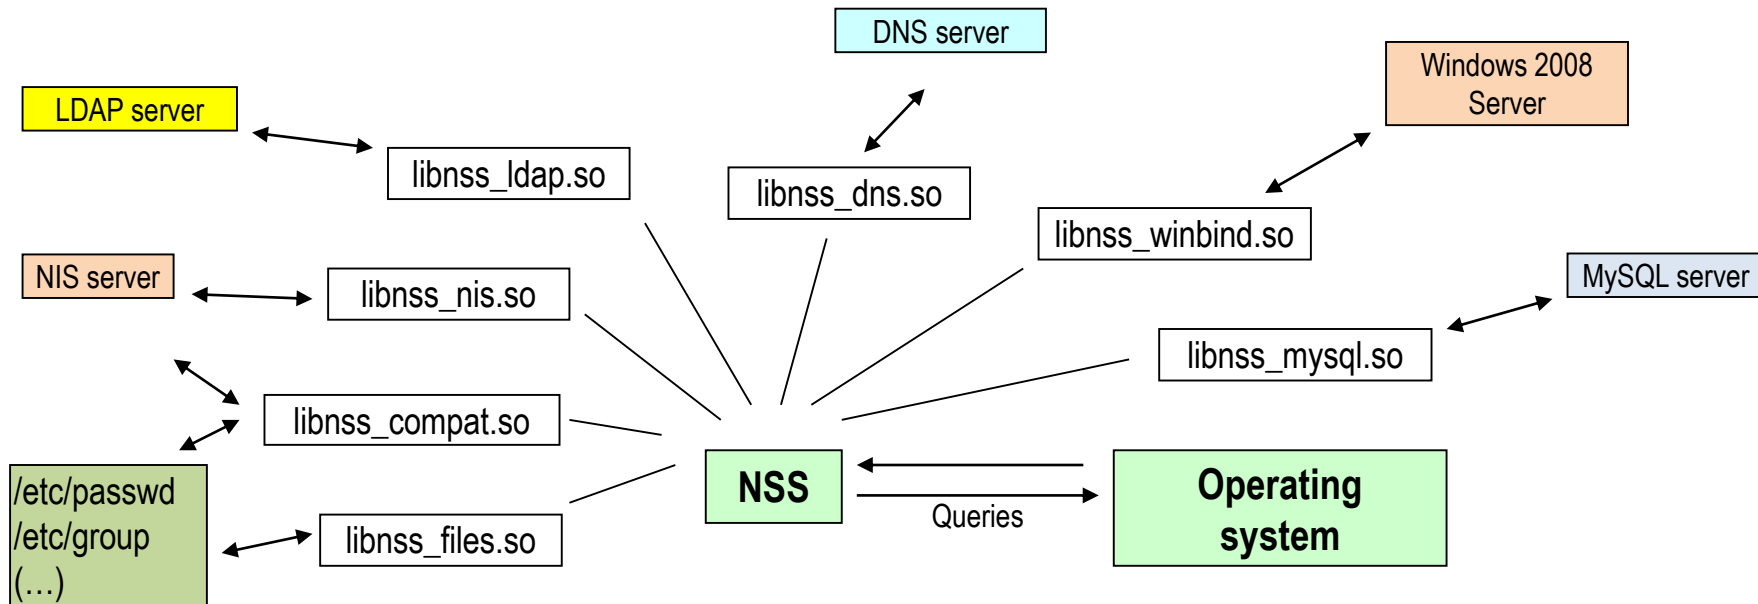 DNS server
Windows 2008
Server
LDAP server
libnss_ldap.so
libnss_dns.so
libnss_winbind.so
NIS server
libnss_nis.so
MySQL server
libnss_mysql.so
libnss_compat.so
/etc/passwd
/etc/group
(…)
libnss_files.so
NSS
Queries
Operating
system